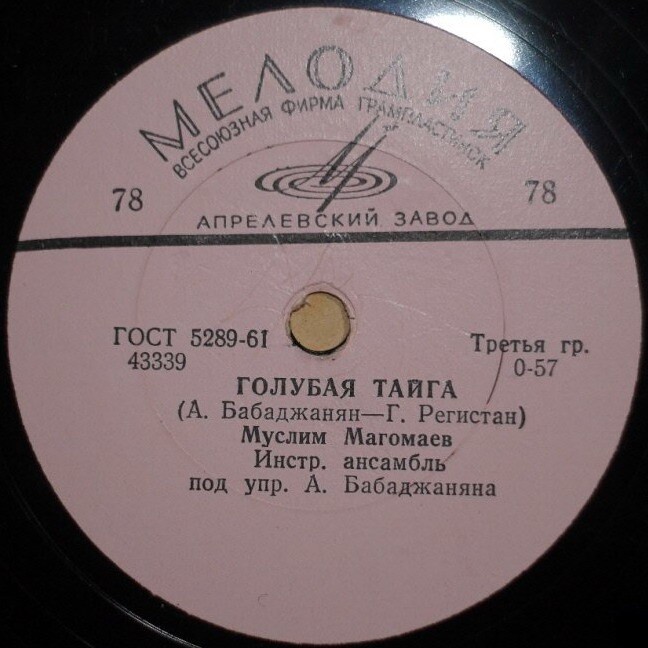 МЕЛОДИЯ
ВСЕСОЮЗНАЯ ФИРМА ГРАМПЛАСТИНОК
78
78
АПРЕЛЕВСКИЙ ЗАВОД
ГОСТ 5289-61
Третья гр.
43339
0-57
ГОЛУБАЯ ТАЙГА
(А. Бабаджанян—Г. Регистан)
Муслим Магомаев
Инстр. ансамбль
под упр. А. Бабаджаняна